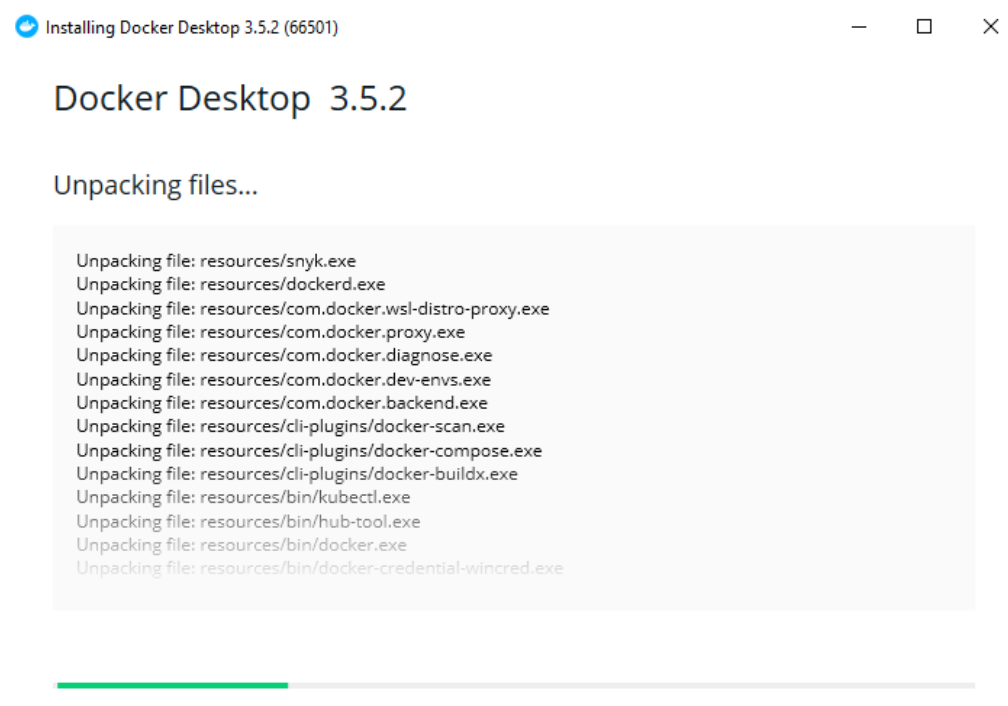 Installing Docker Desktop 3.5.2 (66501)
Docker Desktop 3.5.2
Unpacking files...
Unpacking file: resources/snyk.exe
Unpacking file: resources/dockerd.exe
Unpacking file: resources/com.docker.wsl-distro-proxy.exe
Unpacking file: resources/com.docker.proxy.exe
Unpacking file: resources/com.docker.diagnose.exe
Unpacking file: resources/com.docker.dev-envs.exe
Unpacking file: resources/com.docker.backend.exe
Unpacking file: resources/cli-plugins/docker-scan.exe
Unpacking file: resources/cli-plugins/docker-compose.exe
Unpacking file: resources/cli-plugins/docker-buildx.exe
Unpacking file: resources/bin/kubectl.exe
Unpacking file: resources/bin/hub-tool.exe
Unpacking file: resources/bin/docker.exe
Unpacking file: resources/bin/docker-credential-wincred.exe